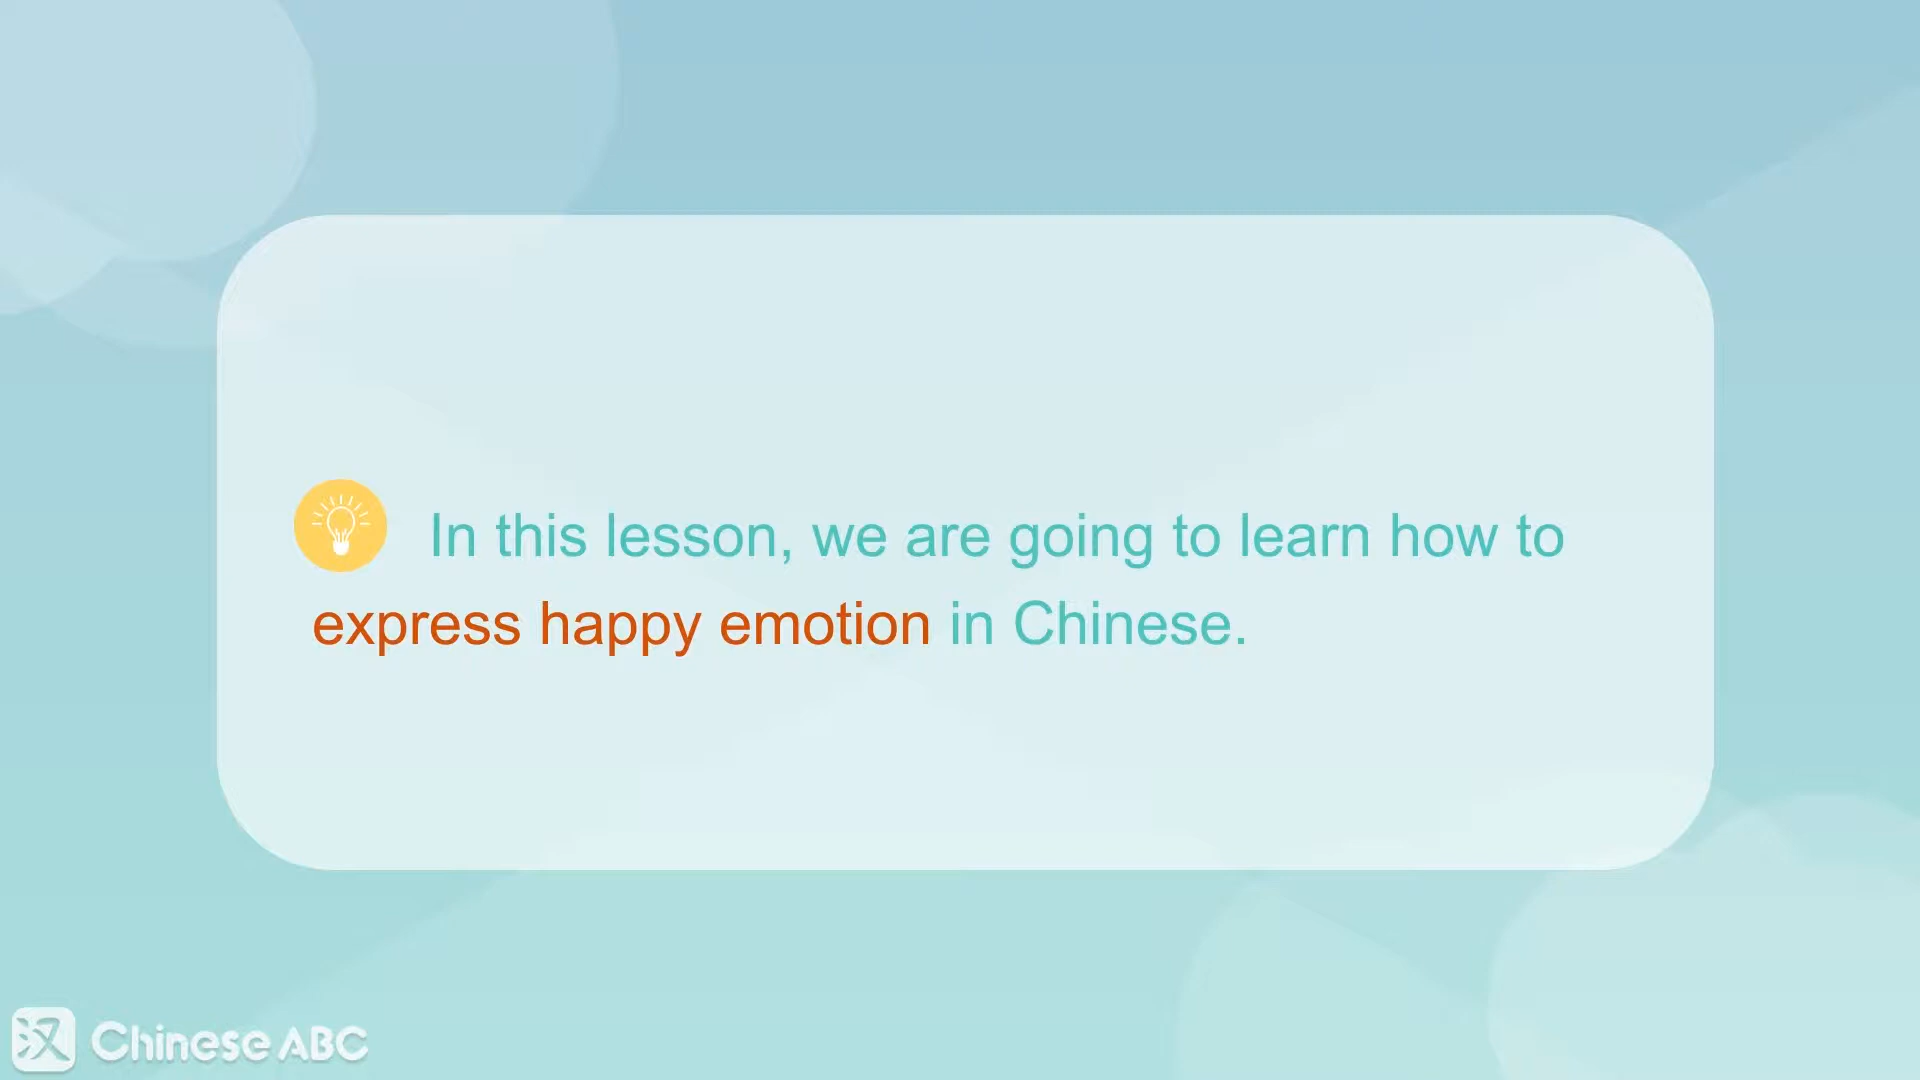 In this lesson, we are going to learn how to
express happy emotion in Chinese.
汉 Chinese ABC